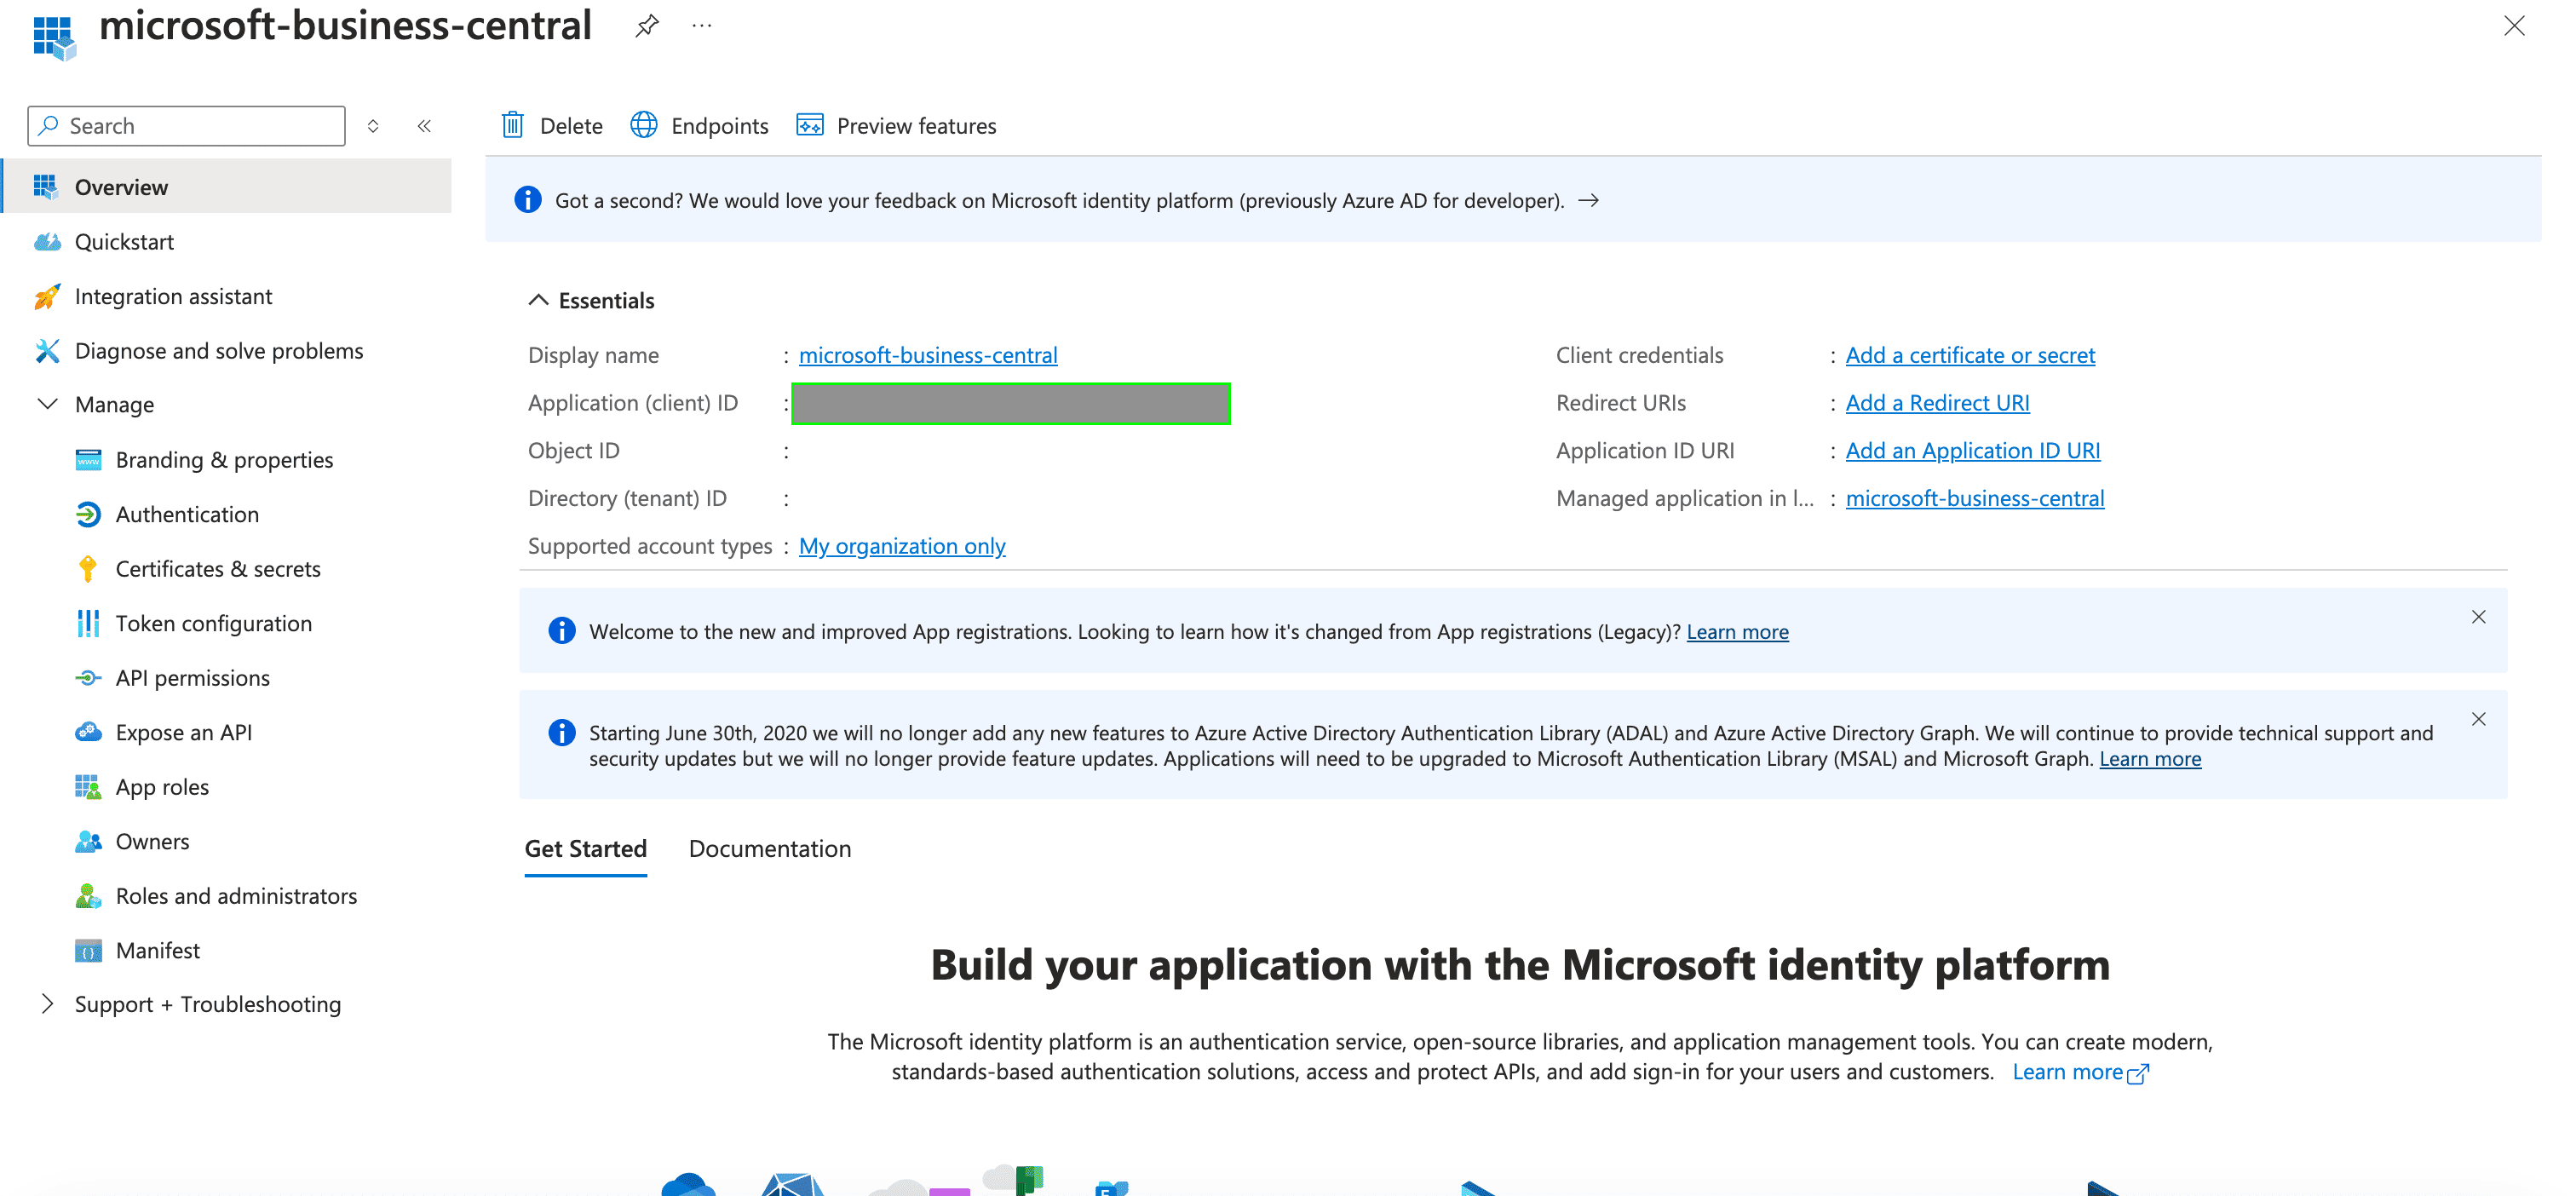 microsoft-business-central
Search
Delete
Endpoints
Preview features
Overview
Quickstart
Integration assistant
Diagnose and solve problems
Manage
Branding & properties
Authentication
Certificates & secrets
Token configuration
API permissions
Expose an API
App roles
Owners
Roles and administrators
Manifest
Support + Troubleshooting
Got a second? We would love your feedback on Microsoft identity platform (previously Azure AD for developer). →
Essentials
Display name : microsoft-business-central
Application (client) ID :
Object ID :
Directory (tenant) ID :
Supported account types : My organization only
Client credentials : Add a certificate or secret
Redirect URIs : Add a Redirect URI
Application ID URI : Add an Application ID URI
Managed application in l... : microsoft-business-central
Welcome to the new and improved App registrations. Looking to learn how it's changed from App registrations (Legacy)? Learn more
Starting June 30th, 2020 we will no longer add any new features to Azure Active Directory Authentication Library (ADAL) and Azure Active Directory Graph. We will continue to provide technical support and
security updates but we will no longer provide feature updates. Applications will need to be upgraded to Microsoft Authentication Library (MSAL) and Microsoft Graph. Learn more
Get Started
Documentation
Build your application with the Microsoft identity platform
The Microsoft identity platform is an authentication service, open-source libraries, and application management tools. You can create modern,
standards-based authentication solutions, access and protect APIs, and add sign-in for your users and customers. Learn more